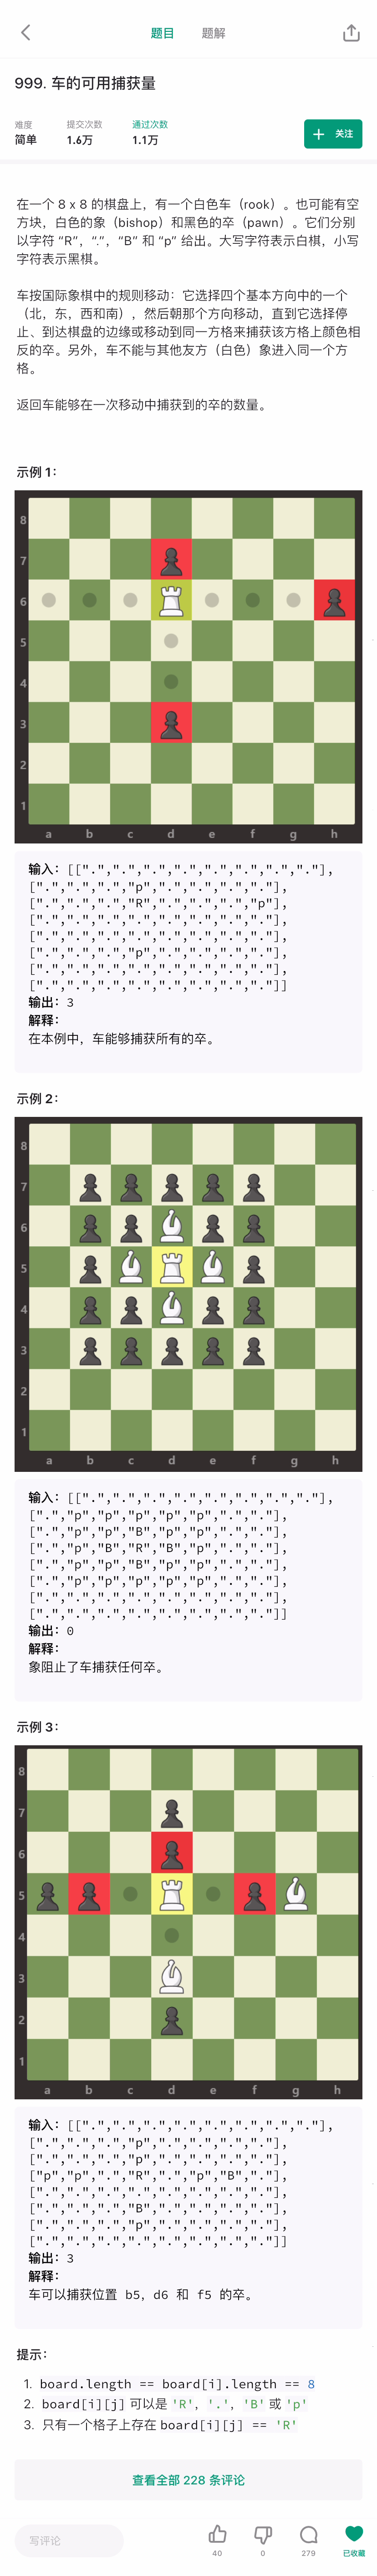 题目 题解
999. 车的可用捕获量
难度 提交次数 通过次数
简单 1.6万 1.1万 + 关注
在一个 8 x 8 的棋盘上，有一个白色车（rook）。也可能有空
方块，白色的象（bishop）和黑色的卒（pawn）。它们分别
以字符 “R”，“.”，“B” 和 “p” 给出。大写字符表示白棋，小写
字符表示黑棋。
车按国际象棋中的规则移动：它选择四个基本方向中的一个
（北，东，西和南），然后朝那个方向移动，直到它选择停
止、到达棋盘的边缘或移动到同一方格来捕获该方格上颜色相
反的卒。另外，车不能与其他友方（白色）象进入同一个方
格。
返回车能够在一次移动中捕获到的卒的数量。
示例 1：
8
7
6
5
4
3
2
1
a b c d e f g h
输入：[[".",".",".",".",".",".",".","."],
[".",".",".","p",".",".",".","."],
[".",".",".","R",".",".",".","p"],
[".",".",".",".",".",".",".","."],
[".",".",".",".",".",".",".","."],
[".",".",".","p",".",".",".","."],
[".",".",".",".",".",".",".","."],
[".",".",".",".",".",".",".","."]]
输出：3
解释：
在本例中，车能够捕获所有的卒。
示例 2：
8
7
6
5
4
3
2
1
a b c d e f g h
输入：[[".",".",".",".",".",".",".","."],
[".","p","p","p","p","p",".","."],
[".","p","p","B","p","p",".","."],
[".","p","B","R","B","p",".","."],
[".","p","p","B","p","p",".","."],
[".","p","p","p","p","p",".","."],
[".",".",".",".",".",".",".","."],
[".",".",".",".",".",".",".","."]]
输出：0
解释：
象阻止了车捕获任何卒。
示例 3：
8
7
6
5
4
3
2
1
a b c d e f g h
输入：[[".",".",".",".",".",".",".","."],
[".",".",".","p",".",".",".","."],
[".",".",".","p",".",".",".","."],
["p","p",".","R",".","p","B","."],
[".",".",".",".",".",".",".","."],
[".",".",".","B",".",".",".","."],
[".",".",".","p",".",".",".","."],
[".",".",".",".",".",".",".","."]]
输出：3
解释：
车可以捕获位置 b5，d6 和 f5 的卒。
提示：
1. board.length == board[i].length == 8
2. board[i][j] 可以是 'R'，'.'，'B' 或 'p'
3. 只有一个格子上存在 board[i][j] == 'R'
查看全部 228 条评论
写评论 40 0 279 已收藏